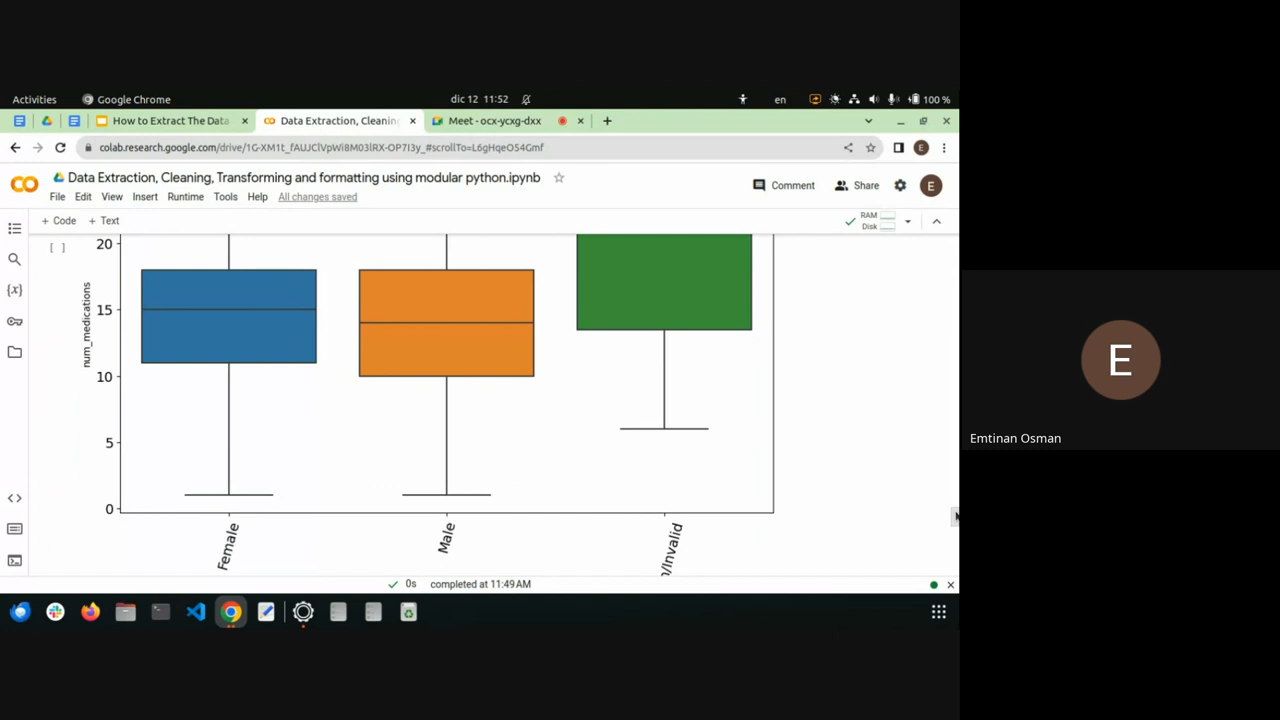 Activities Google Chrome dic 12 11:52 en 100 %
How to Extract The Data Data Extraction, Cleanin Meet - ocx-ycxg-dxx
colab.research.google.com/drive/1G-XM1t_fAUJClVpWi8M03lRX-OP7I3y_#scrollTo=L6gHqeO54Gmf E
Data Extraction, Cleaning, Transforming and formatting using modular python.ipynb Comment Share E
File Edit View Insert Runtime Tools Help All changes saved
+ Code + Text RAM
Disk
[ ]
20
15
10
5
0
num_medications
Female Male n/Invalid
0s completed at 11:49 AM
E
Emtinan Osman